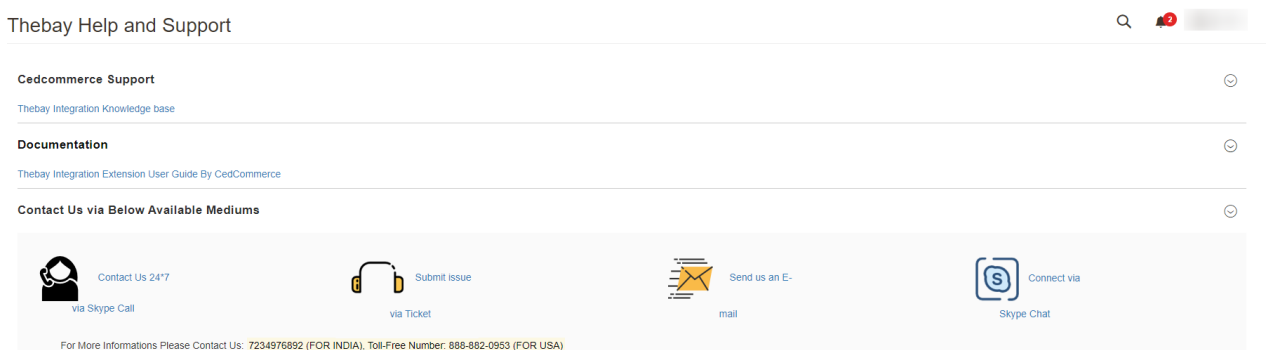 Thebay Help and Support
2
Cedcommerce Support
Thebay Integration Knowledge base
Documentation
Thebay Integration Extension User Guide By CedCommerce
Contact Us via Below Available Mediums
Contact Us 24*7
via Skype Call
Submit issue
via Ticket
Send us an E-
mail
S
Connect via
Skype Chat
For More Informations Please Contact Us: 7234976892 (FOR INDIA), Toll-Free Number: 888-882-0953 (FOR USA)